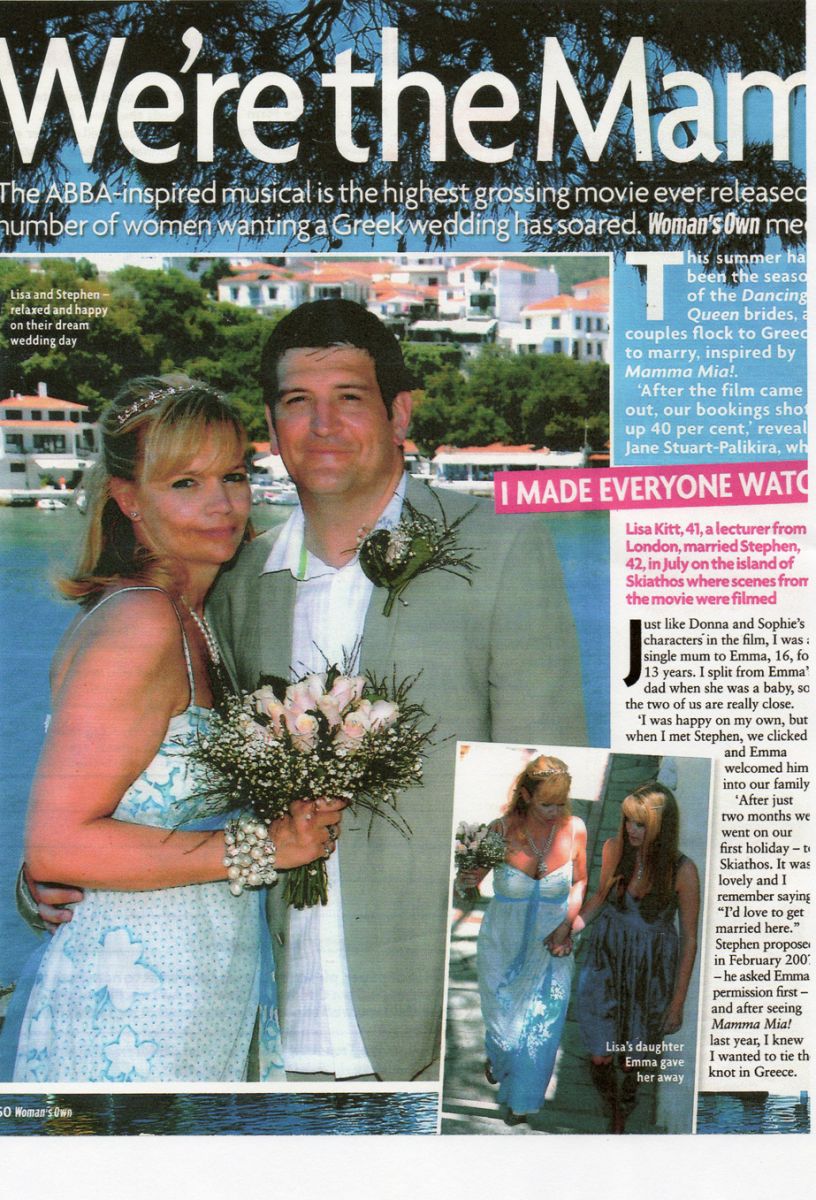 We're the Mam
The ABBA-inspired musical is the highest grossing movie ever released
number of women wanting a Greek wedding has soared. Woman's Own mee
Lisa and Stephen –
relaxed and happy
on their dream
wedding day
This summer ha
been the seaso
of the Dancing
Queen brides, a
couples flock to Greec
to marry, inspired by
Mamma Mia!.
'After the film came
out, our bookings shot
up 40 per cent,' reveal
Jane Stuart-Palikira, wh
I MADE EVERYONE WATC
Lisa Kitt, 41, a lecturer from
London, married Stephen,
42, in July on the island of
Skiathos where scenes from
the movie were filmed
Just like Donna and Sophie's
characters in the film, I was a
single mum to Emma, 16, fo
13 years. I split from Emma'
dad when she was a baby, so
the two of us are really close.
'I was happy on my own, but
when I met Stephen, we clicked
and Emma
welcomed him
into our family
'After just
two months we
went on our
first holiday – to
Skiathos. It was
lovely and I
remember saying
"I'd love to get
married here."
Stephen propose
in February 2007
– he asked Emma
permission first –
and after seeing
Mamma Mia!
last year, I knew
I wanted to tie th
knot in Greece.
Lisa's daughter
Emma gave
her away
50 Woman's Own